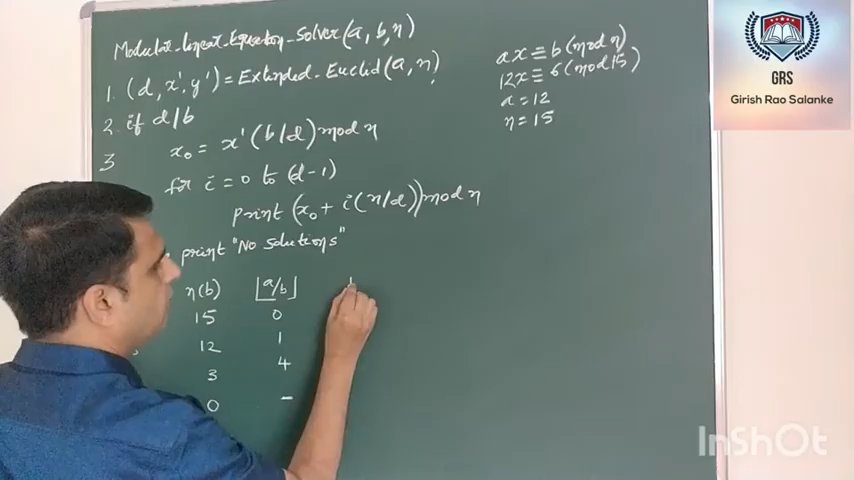 Modular-Linear-Equation-Solver(a, b, n)
1. (d, x', y') = Extended-Euclid(a, n)
2. if d/b
3 x₀ = x' (b/d) mod n
for i = 0 to (d-1)
print (x₀ + i(n/d)) mod n
print "No solutions"
n(b) ⌊a/b⌋
15 0
12 1
3 4
0 -
ax ≡ b (mod n)
12x ≡ 6 (mod 15)
a = 12
n = 15
GRS
Girish Rao Salanke
InShOt